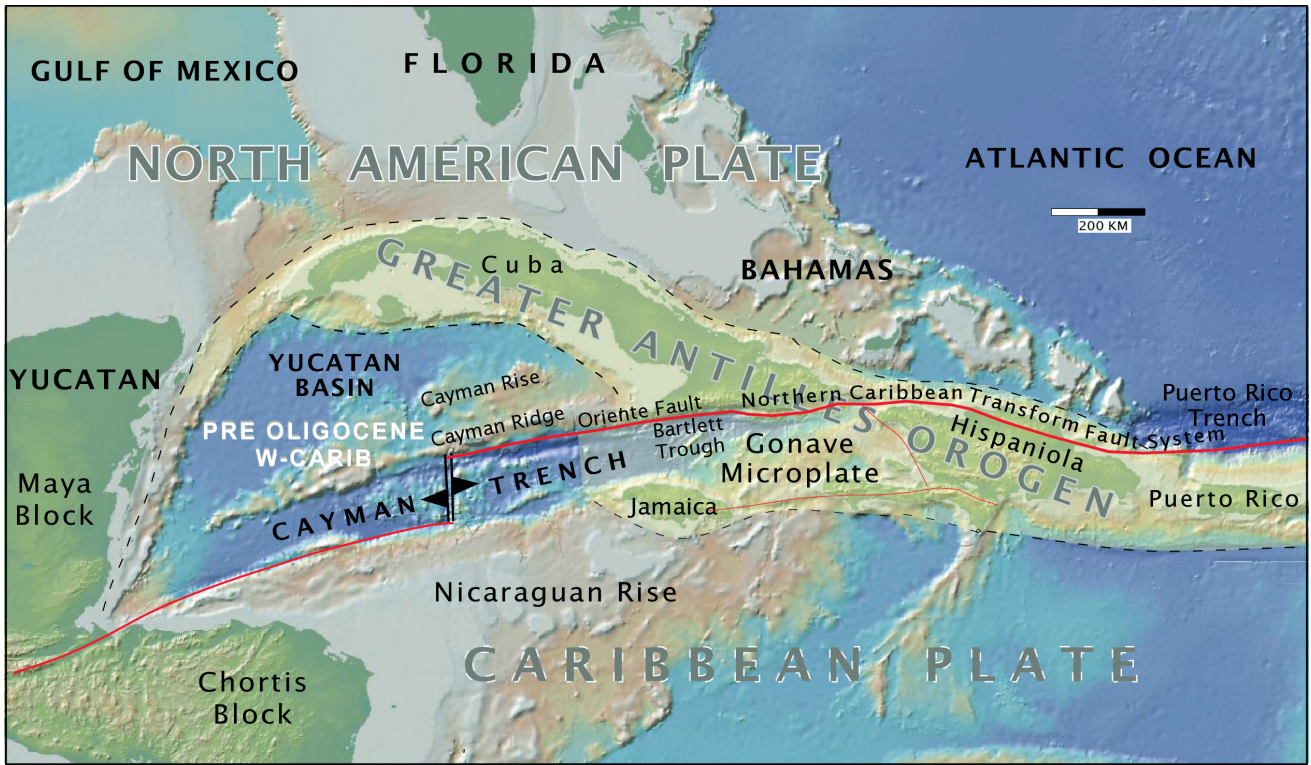 GULF OF MEXICO
FLORIDA
NORTH AMERICAN PLATE
ATLANTIC OCEAN
200 KM
BAHAMAS
Cuba
GREATER ANTILLES OROGEN
YUCATAN
YUCATAN
BASIN
Cayman Rise
Cayman Ridge
Oriente Fault
Northern Caribbean Transform Fault System
Puerto Rico
Trench
PRE OLIGOCENE
W-CARIB
Bartlett
Trough
Gonave
Microplate
Hispaniola
CAYMAN TRENCH
Maya
Block
Jamaica
Puerto Rico
Nicaraguan Rise
CARIBBEAN PLATE
Chortis
Block